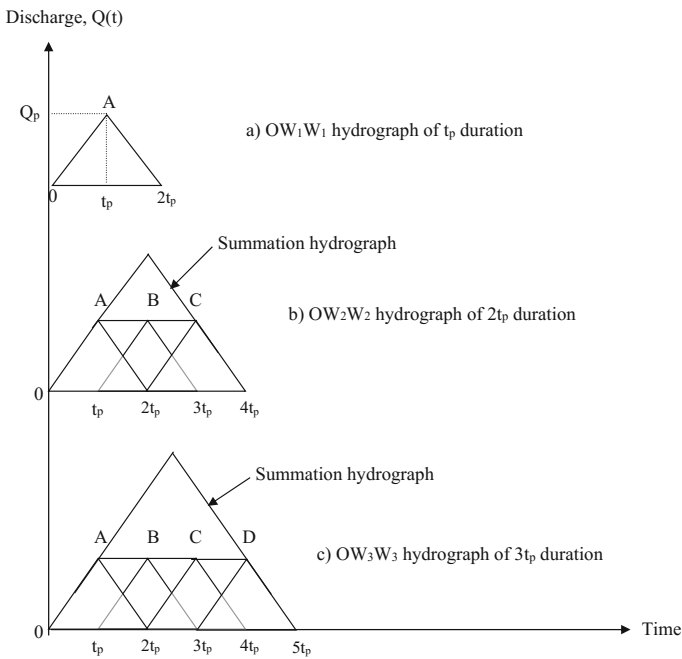 Discharge, Q(t)
A
Qp
a) OW1W1 hydrograph of tp duration
0 tp 2tp
Summation hydrograph
A B C
b) OW2W2 hydrograph of 2tp duration
0
tp 2tp 3tp 4tp
Summation hydrograph
A B C D
c) OW3W3 hydrograph of 3tp duration
0 Time
tp 2tp 3tp 4tp 5tp